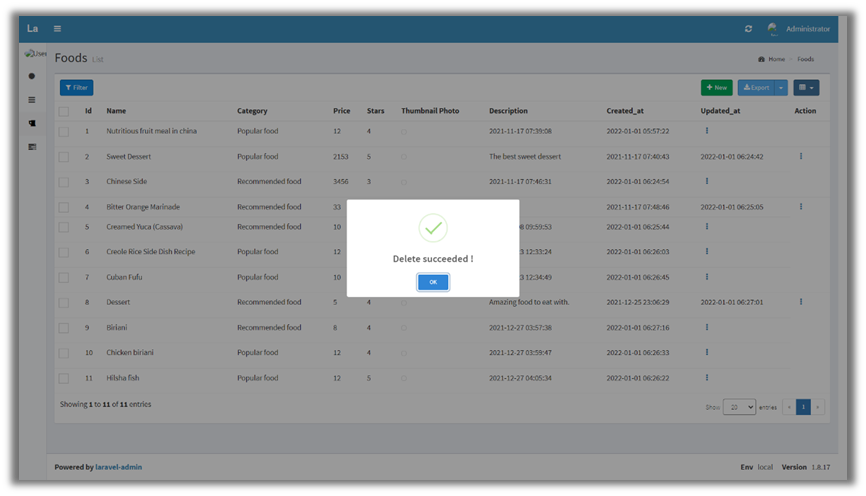 La Administrator
Uses
Foods List Home Foods
Filter New Export
Id Name Category Price Stars Thumbnail Photo Description Created_at Updated_at Action
1 Nutritious fruit meal in china Popular food 12 4 2021-11-17 07:39:08 2022-01-01 05:57:22
2 Sweet Dessert Popular food 2153 5 The best sweet dessert 2021-11-17 07:40:43 2022-01-01 06:24:42
3 Chinese Side Recommended food 3456 3 2021-11-17 07:46:31 2022-01-01 06:24:54
4 Bitter Orange Marinade Recommended food 33 2021-11-17 07:48:46 2022-01-01 06:25:05
5 Creamed Yuca (Cassava) Recommended food 10 09:59:53 2022-01-01 06:25:44
6 Creole Rice Side Dish Recipe Popular food 12 12:33:24 2022-01-01 06:26:03
7 Cuban Fufu Popular food 10 12:34:49 2022-01-01 06:26:45
Delete succeeded !
OK
8 Dessert Recommended food 5 4 Amazing food to eat with. 2021-12-25 23:06:29 2022-01-01 06:27:01
9 Biriani Recommended food 8 4 2021-12-27 03:57:38 2022-01-01 06:27:16
10 Chicken biriani Popular food 12 4 2021-12-27 03:59:47 2022-01-01 06:26:33
11 Hilsha fish Popular food 12 5 2021-12-27 04:05:34 2022-01-01 06:26:22
Showing 1 to 11 of 11 entries Show 20 entries « 1 »
Powered by laravel-admin Env local Version 1.8.17